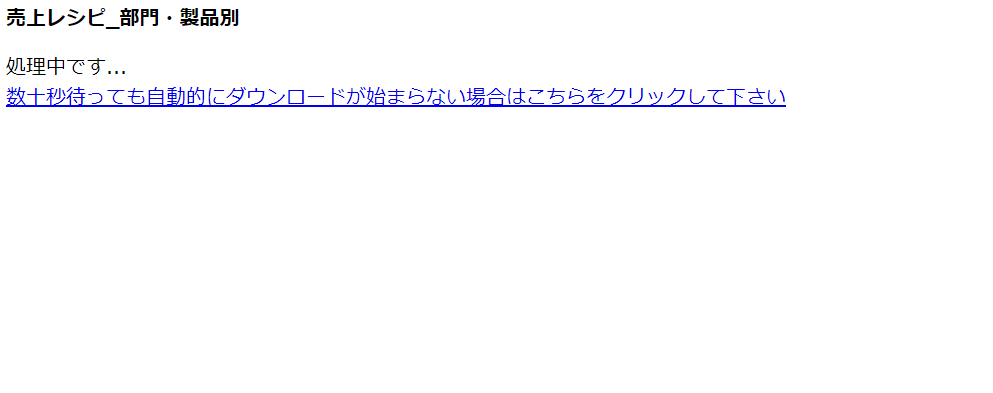 売上レシピ_部門・製品別
処理中です...
数十秒待っても自動的にダウンロードが始まらない場合はこちらをクリックして下さい